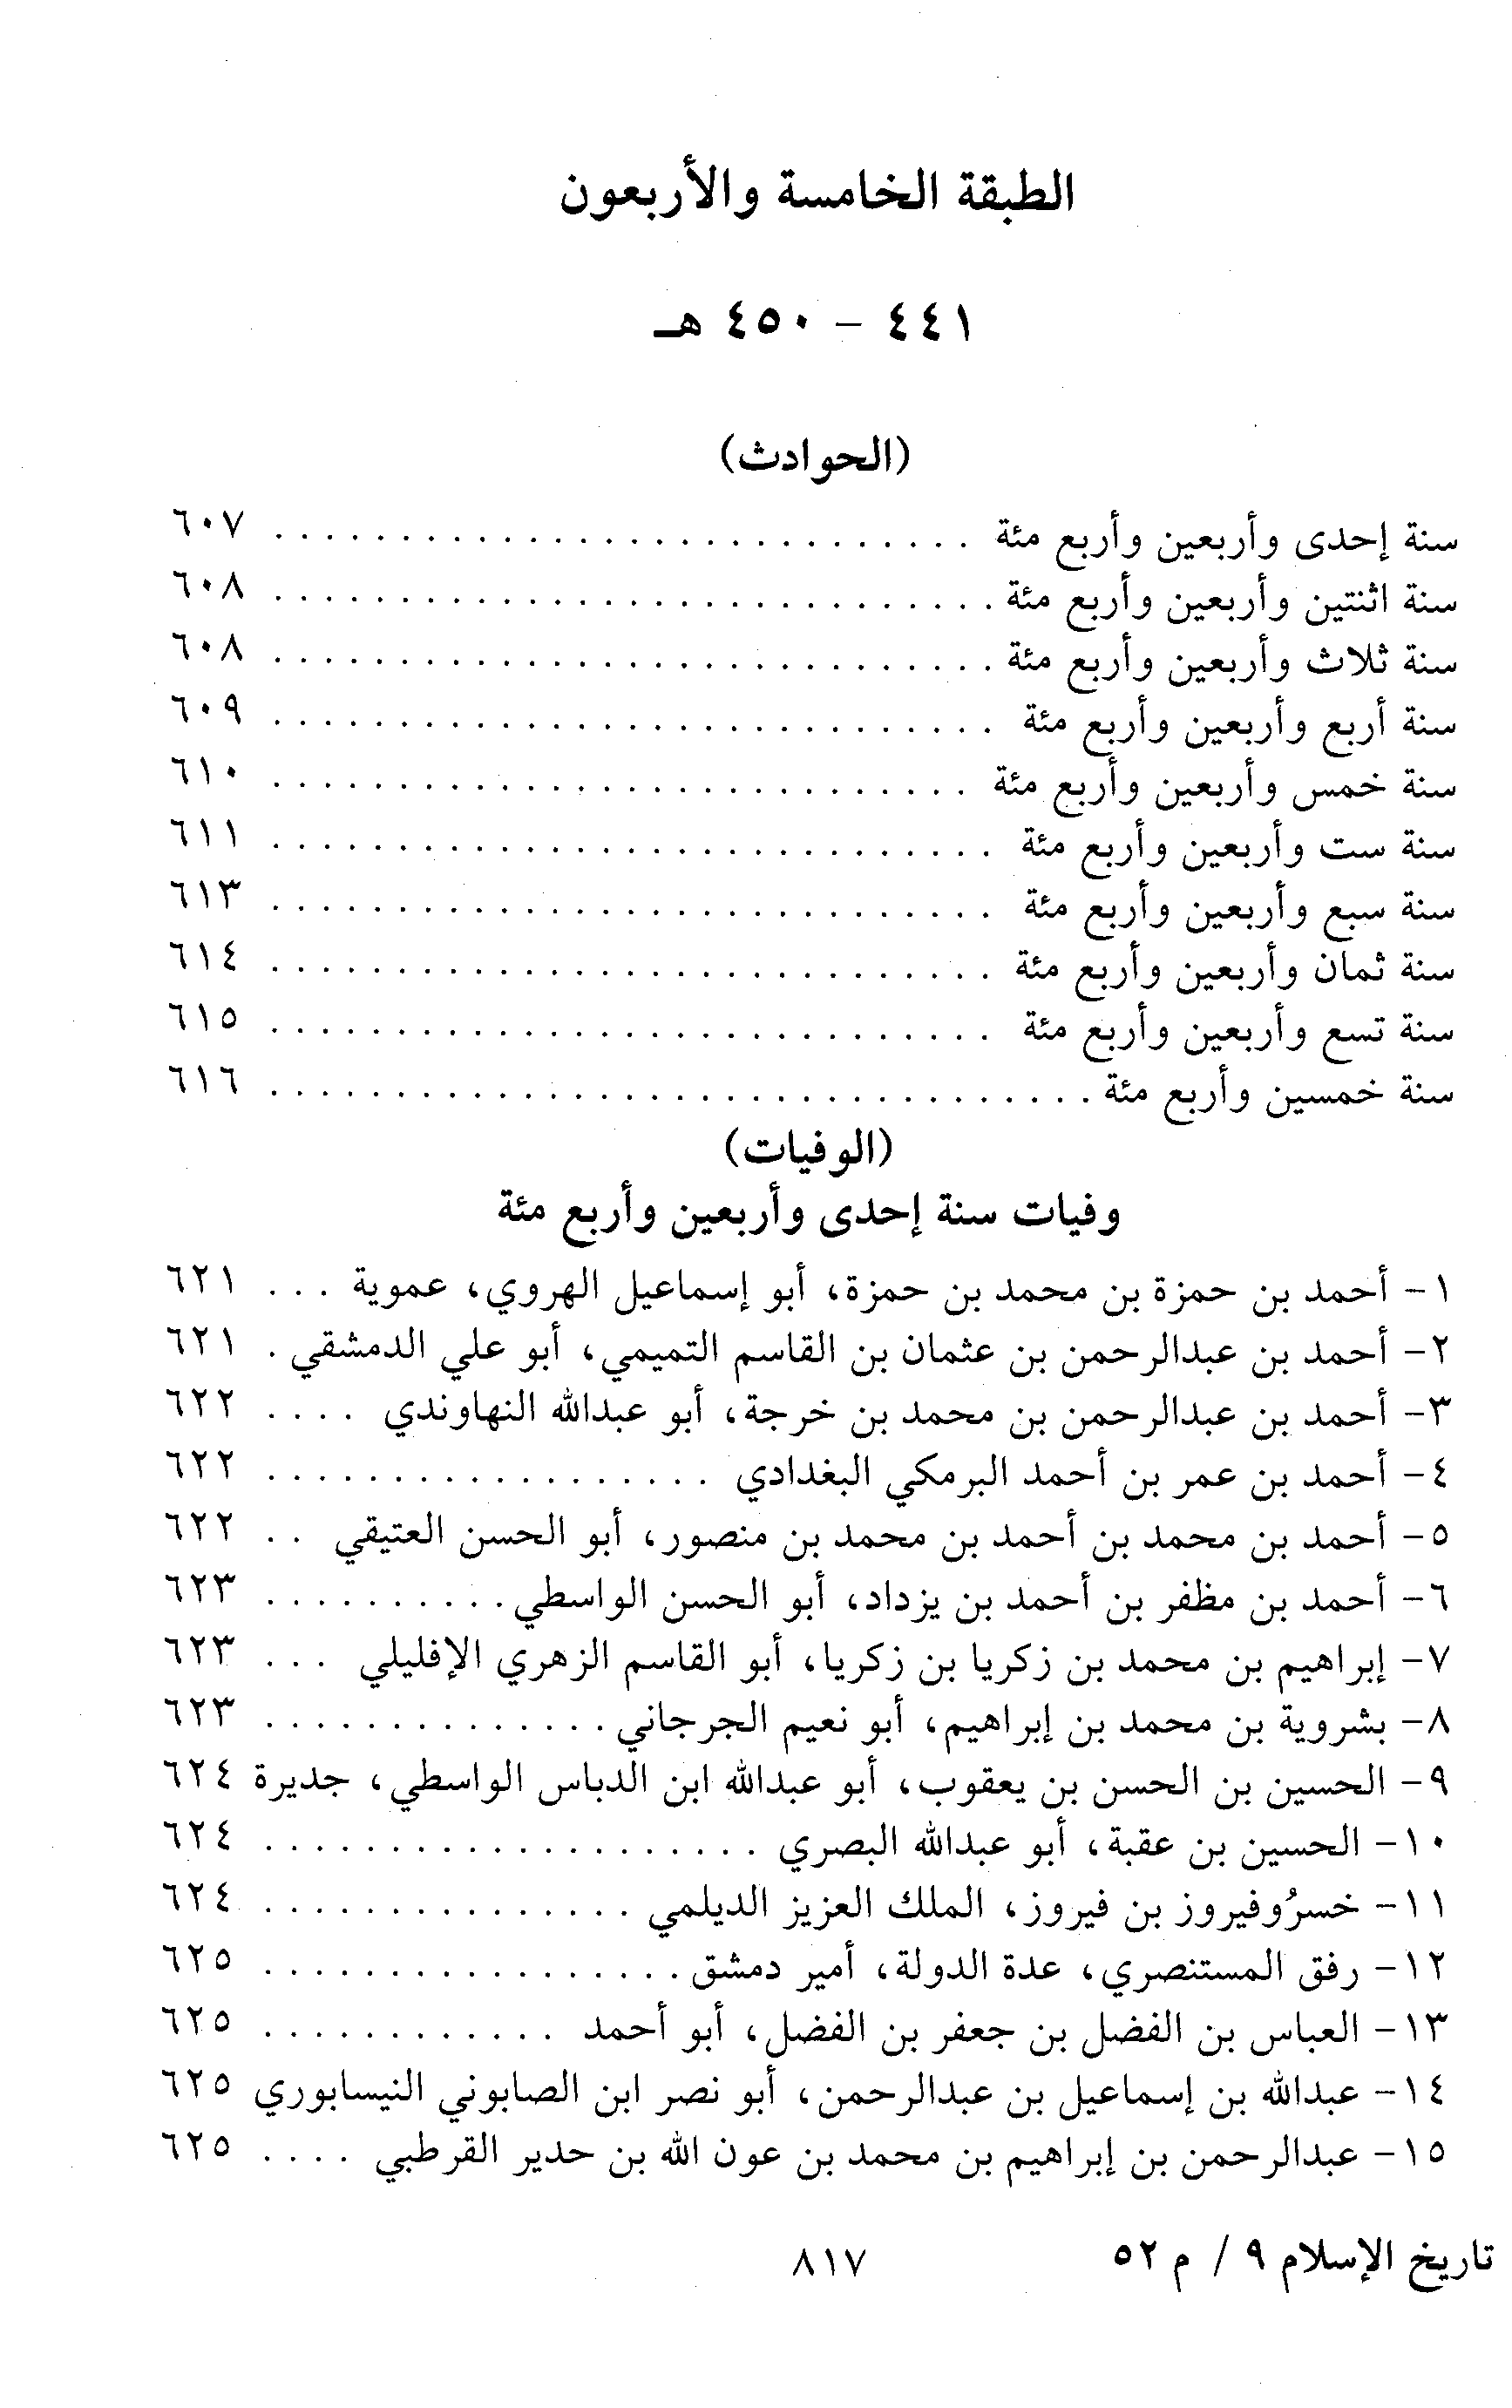 الطبقة الخامسة والأربعون
٤٤١ - ٤٥٠ هـ
(الحوادث)
سنة إحدى وأربعين وأربع مئة . . . . . . . . . . . . . . . . . . . . . . . . . . . . ٦٠٧
سنة اثنتين وأربعين وأربع مئة . . . . . . . . . . . . . . . . . . . . . . . . . . . . . ٦٠٨
سنة ثلاث وأربعين وأربع مئة . . . . . . . . . . . . . . . . . . . . . . . . . . . . . ٦٠٨
سنة أربع وأربعين وأربع مئة . . . . . . . . . . . . . . . . . . . . . . . . . . . . . ٦٠٩
سنة خمس وأربعين وأربع مئة . . . . . . . . . . . . . . . . . . . . . . . . . . . . ٦١٠
سنة ست وأربعين وأربع مئة . . . . . . . . . . . . . . . . . . . . . . . . . . . . . ٦١١
سنة سبع وأربعين وأربع مئة . . . . . . . . . . . . . . . . . . . . . . . . . . . . . ٦١٣
سنة ثمان وأربعين وأربع مئة . . . . . . . . . . . . . . . . . . . . . . . . . . . . . ٦١٤
سنة تسع وأربعين وأربع مئة . . . . . . . . . . . . . . . . . . . . . . . . . . . . . ٦١٥
سنة خمسين وأربع مئة . . . . . . . . . . . . . . . . . . . . . . . . . . . . . . . . . ٦١٦
(الوفيات)
وفيات سنة إحدى وأربعين وأربع مئة
١- أحمد بن حمزة بن محمد بن حمزة، أبو إسماعيل الهروي، عموية . . . ٦٢١
٢- أحمد بن عبدالرحمن بن عثمان بن القاسم التميمي، أبو علي الدمشقي . ٦٢١
٣- أحمد بن عبدالرحمن بن محمد بن خرجة، أبو عبدالله النهاوندي . . . . ٦٢٢
٤- أحمد بن عمر بن أحمد البرمكي البغدادي . . . . . . . . . . . . . . . . . . ٦٢٢
٥- أحمد بن محمد بن أحمد بن محمد بن منصور، أبو الحسن العتيقي . . ٦٢٢
٦- أحمد بن مظفر بن أحمد بن يزداد، أبو الحسن الواسطي . . . . . . . . . . ٦٢٣
٧- إبراهيم بن محمد بن زكريا بن زكريا، أبو القاسم الزهري الإفليلي . . . ٦٢٣
٨- بشروية بن محمد بن إبراهيم، أبو نعيم الجرجاني . . . . . . . . . . . . . . ٦٢٣
٩- الحسين بن الحسن بن يعقوب، أبو عبدالله ابن الدباس الواسطي، جديرة ٦٢٤
١٠- الحسين بن عقبة، أبو عبدالله البصري . . . . . . . . . . . . . . . . . . . . ٦٢٤
١١- خسرُوفيروز بن فيروز، الملك العزيز الديلمي . . . . . . . . . . . . . . . ٦٢٤
١٢- رفق المستنصري، عدة الدولة، أمير دمشق . . . . . . . . . . . . . . . . . ٦٢٥
١٣- العباس بن الفضل بن جعفر بن الفضل، أبو أحمد . . . . . . . . . . . . ٦٢٥
١٤- عبدالله بن إسماعيل بن عبدالرحمن، أبو نصر ابن الصابوني النيسابوري ٦٢٥
١٥- عبدالرحمن بن إبراهيم بن محمد بن عون الله بن حدير القرطبي . . . . ٦٢٥
تاريخ الإسلام ٩ / م ٥٢
٨١٧